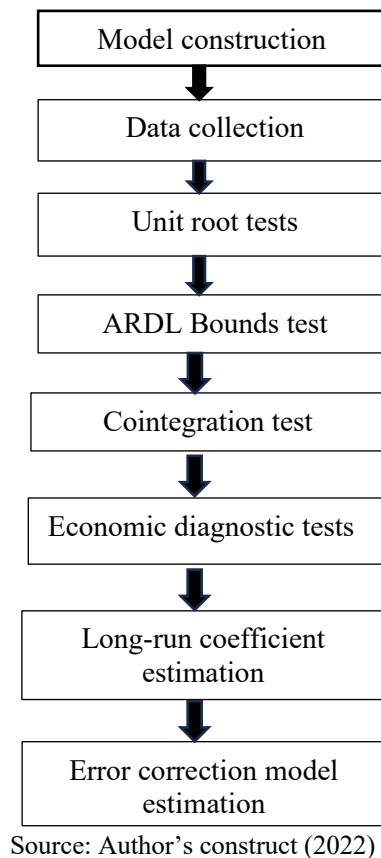 Model construction
Data collection
Unit root tests
ARDL Bounds test
Cointegration test
Economic diagnostic tests
Long-run coefficient
estimation
Error correction model
estimation
Source: Author’s construct (2022)